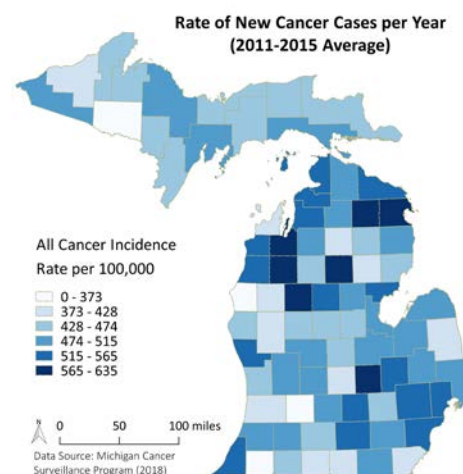 Rate of New Cancer Cases per Year
(2011-2015 Average)
All Cancer Incidence
Rate per 100,000
0 - 373
373 - 428
428 - 474
474 - 515
515 - 565
565 - 635
N
0 50 100 miles
Data Source: Michigan Cancer
Surveillance Program (2018)